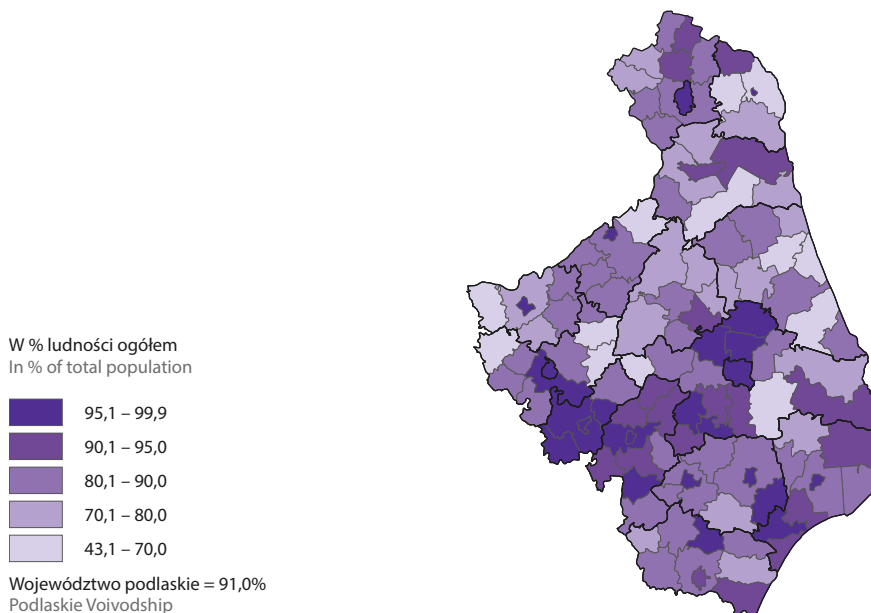 W % ludności ogółem
In % of total population
95,1 – 99,9
90,1 – 95,0
80,1 – 90,0
70,1 – 80,0
43,1 – 70,0
Województwo podlaskie = 91,0%
Podlaskie Voivodship